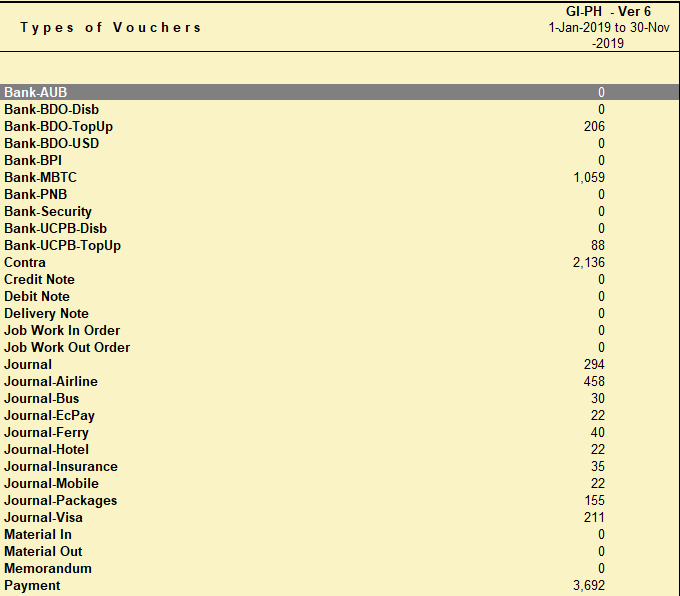 GI-PH - Ver 6
Types of Vouchers 1-Jan-2019 to 30-Nov
-2019
Bank-AUB 0
Bank-BDO-Disb 0
Bank-BDO-TopUp 206
Bank-BDO-USD 0
Bank-BPI 0
Bank-MBTC 1,059
Bank-PNB 0
Bank-Security 0
Bank-UCPB-Disb 0
Bank-UCPB-TopUp 88
Contra 2,136
Credit Note 0
Debit Note 0
Delivery Note 0
Job Work In Order 0
Job Work Out Order 0
Journal 294
Journal-Airline 458
Journal-Bus 30
Journal-EcPay 22
Journal-Ferry 40
Journal-Hotel 22
Journal-Insurance 35
Journal-Mobile 22
Journal-Packages 155
Journal-Visa 211
Material In 0
Material Out 0
Memorandum 0
Payment 3,692